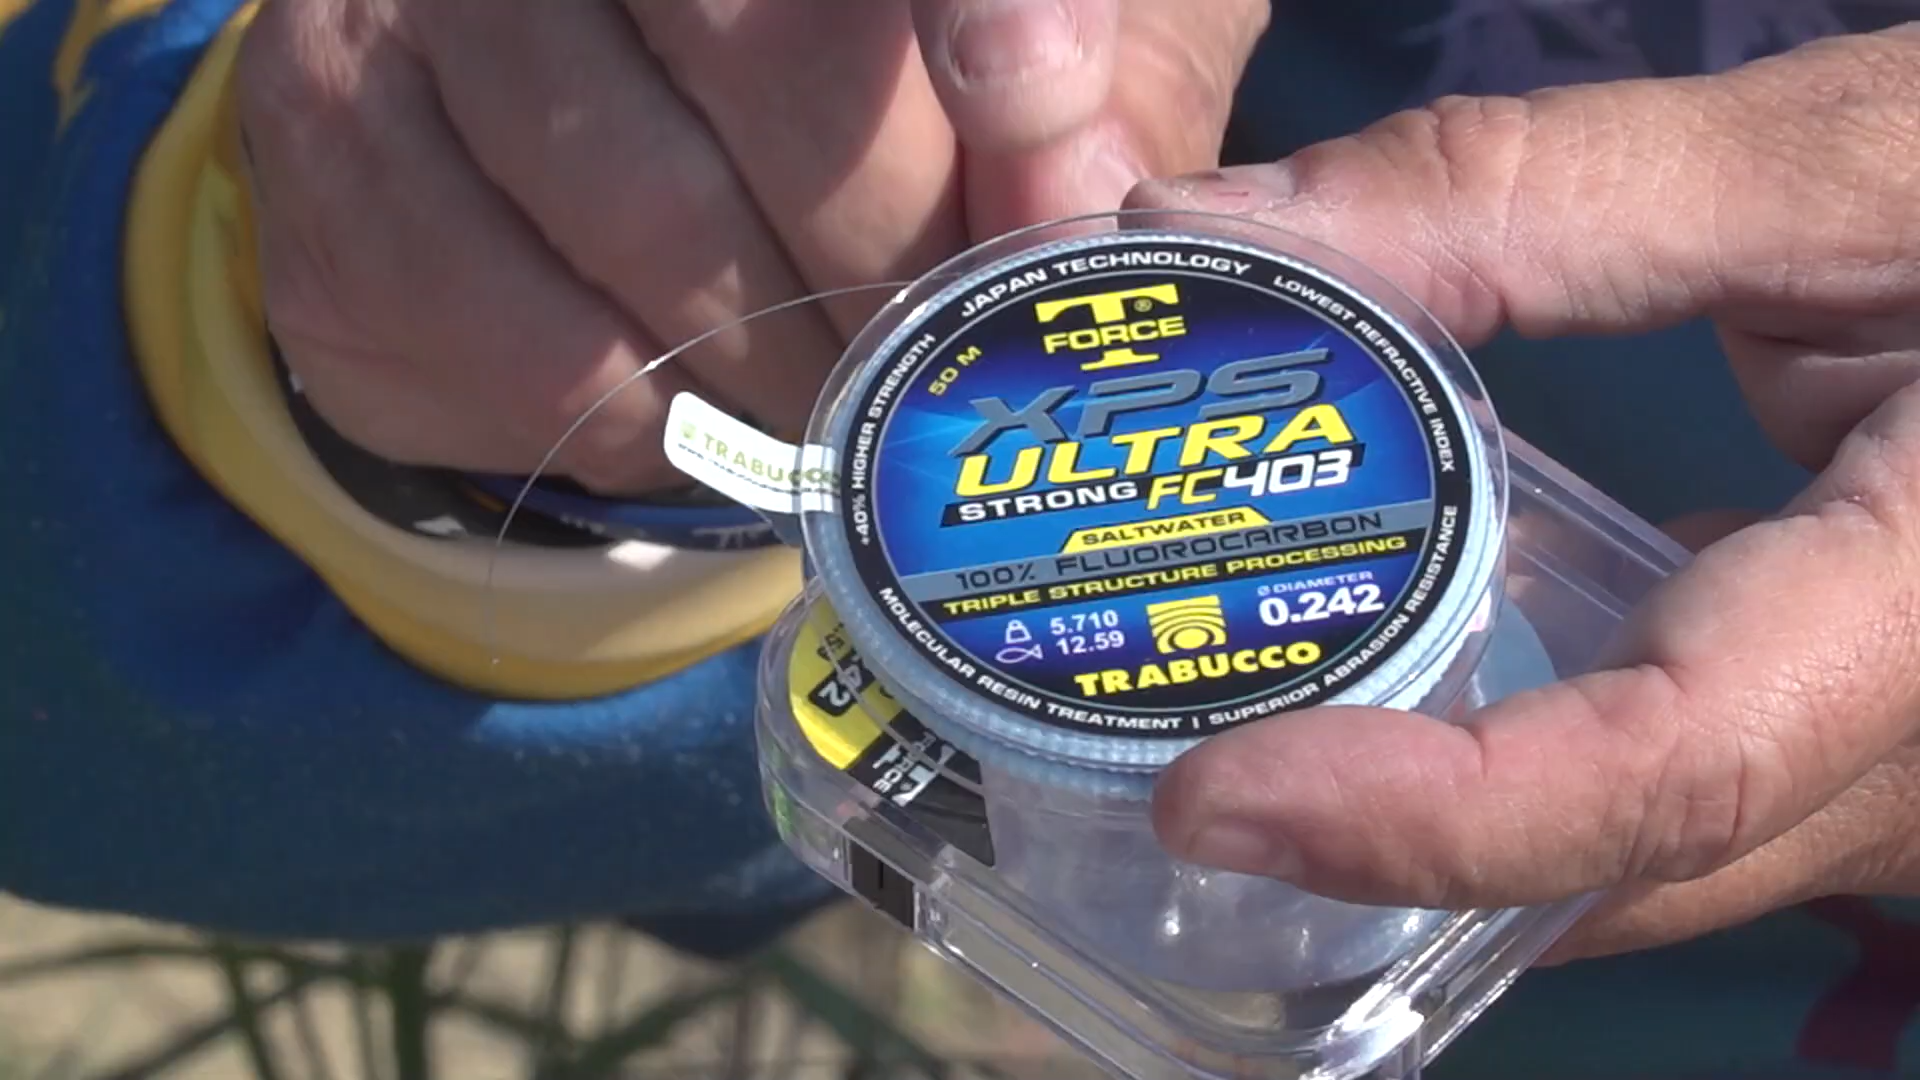 JAPAN TECHNOLOGY
LOWEST REFRACTIVE INDEX
+40% HIGHER STRENGTH
50 M
T®
FORCE
XPS
ULTRA
STRONG FC403
SALTWATER
100% FLUOROCARBON
TRIPLE STRUCTURE PROCESSING
5.710
12.59
Ø DIAMETER
0.242
TRABUCCO
MOLECULAR RESIN TREATMENT | SUPERIOR ABRASION RESISTANCE
TRABUCCO